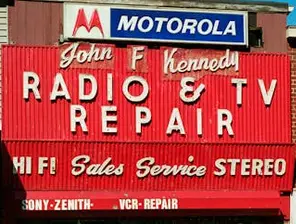 MOTOROLA
John F Kennedy
RADIO & TV
REPAIR
HI FI Sales Service STEREO
SONY-ZENITH- VCR-REPAIR